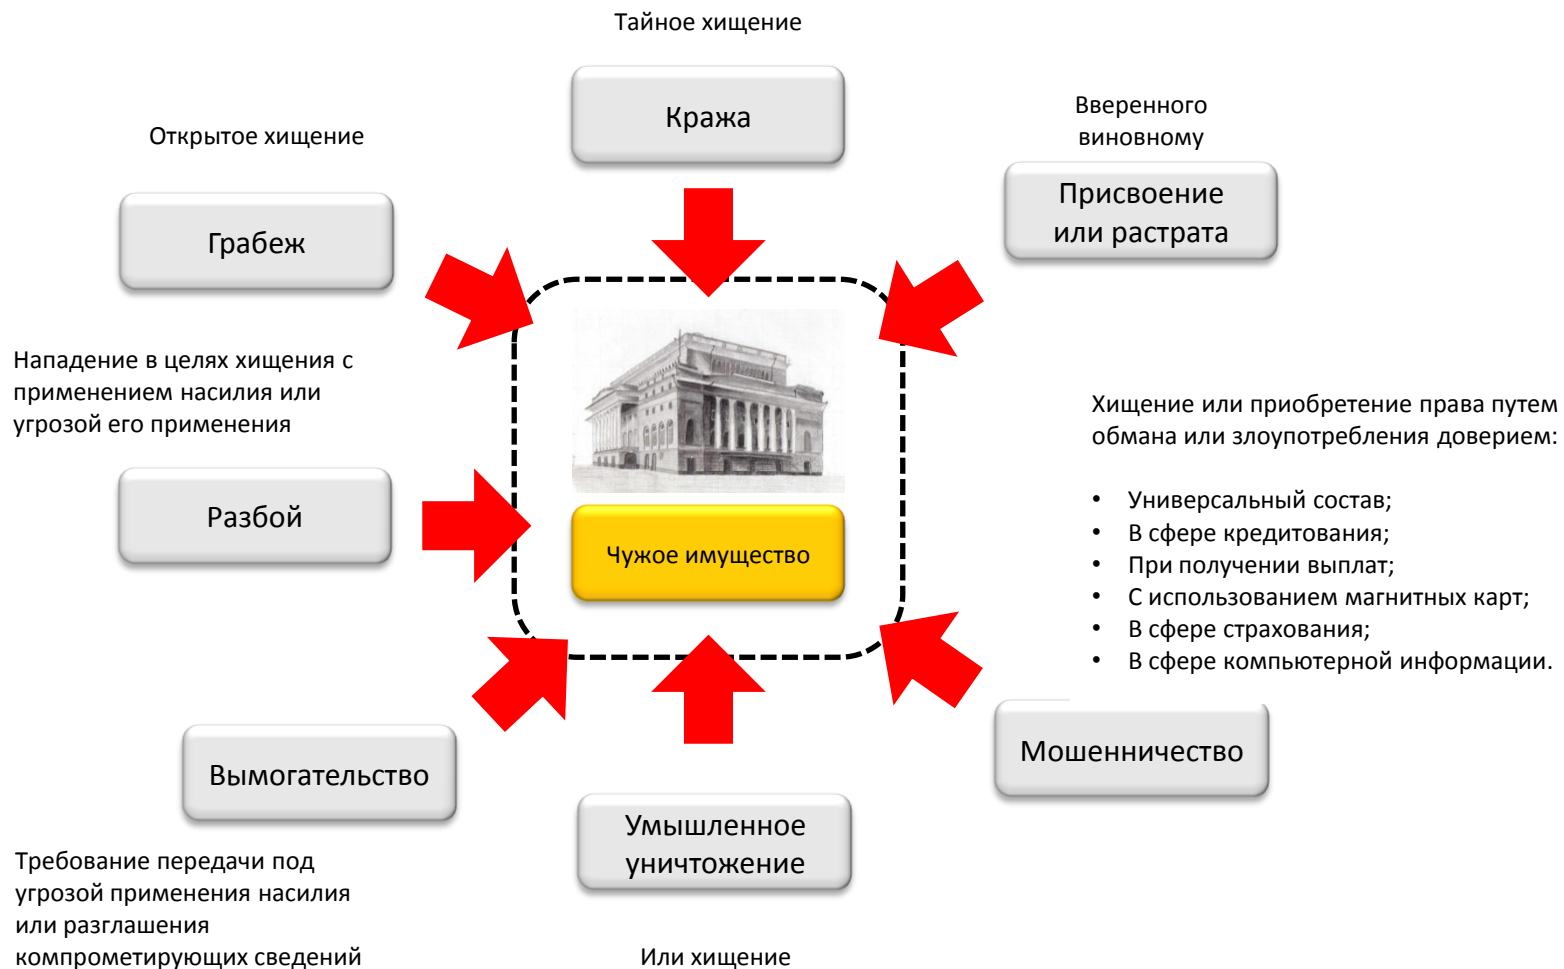 Тайное хищение
Кража
Вверенного
виновному
Присвоение
или растрата
Открытое хищение
Грабеж
Нападение в целях хищения с
применением насилия или
угрозой его применения
Разбой
Чужое имущество
Хищение или приобретение права путем
обмана или злоупотребления доверием:
• Универсальный состав;
• В сфере кредитования;
• При получении выплат;
• С использованием магнитных карт;
• В сфере страхования;
• В сфере компьютерной информации.
Мошенничество
Вымогательство
Требование передачи под
угрозой применения насилия
или разглашения
компрометирующих сведений
Умышленное
уничтожение
Или хищение